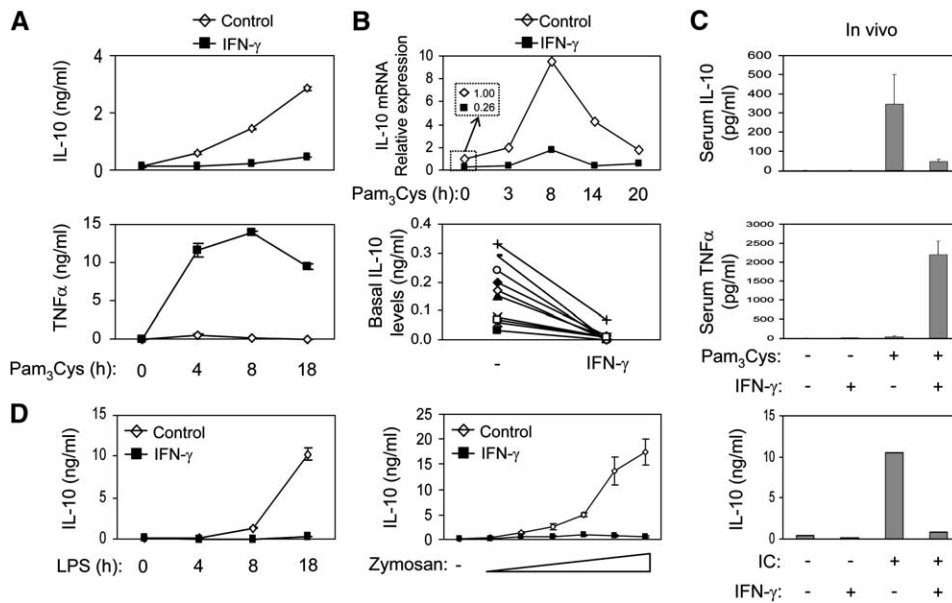 A
Control
IFN-γ
IL-10 (ng/ml)
4
2
0
TNFα (ng/ml)
15
10
5
0
Pam3Cys (h): 0 4 8 18
B
Control
IFN-γ
IL-10 mRNA
Relative expression
10
8
6
4
2
0
1.00
0.26
Pam3Cys (h): 0 3 8 14 20
Basal IL-10
levels (ng/ml)
0.4
0.3
0.2
0.1
0
- IFN-γ
C
In vivo
Serum IL-10
(pg/ml)
600
500
400
300
200
100
0
Serum TNFα
(pg/ml)
3000
2500
2000
1500
1000
500
0
Pam3Cys: - - + +
IFN-γ: - + - +
D
Control
IFN-γ
IL-10 (ng/ml)
15
10
5
0
LPS (h) 0 4 8 18
Control
IFN-γ
IL-10 (ng/ml)
25
20
15
10
5
0
Zymosan: -
IL-10
(ng/ml)
15
10
5
0
IC: - - + +
IFN-γ: - + - +